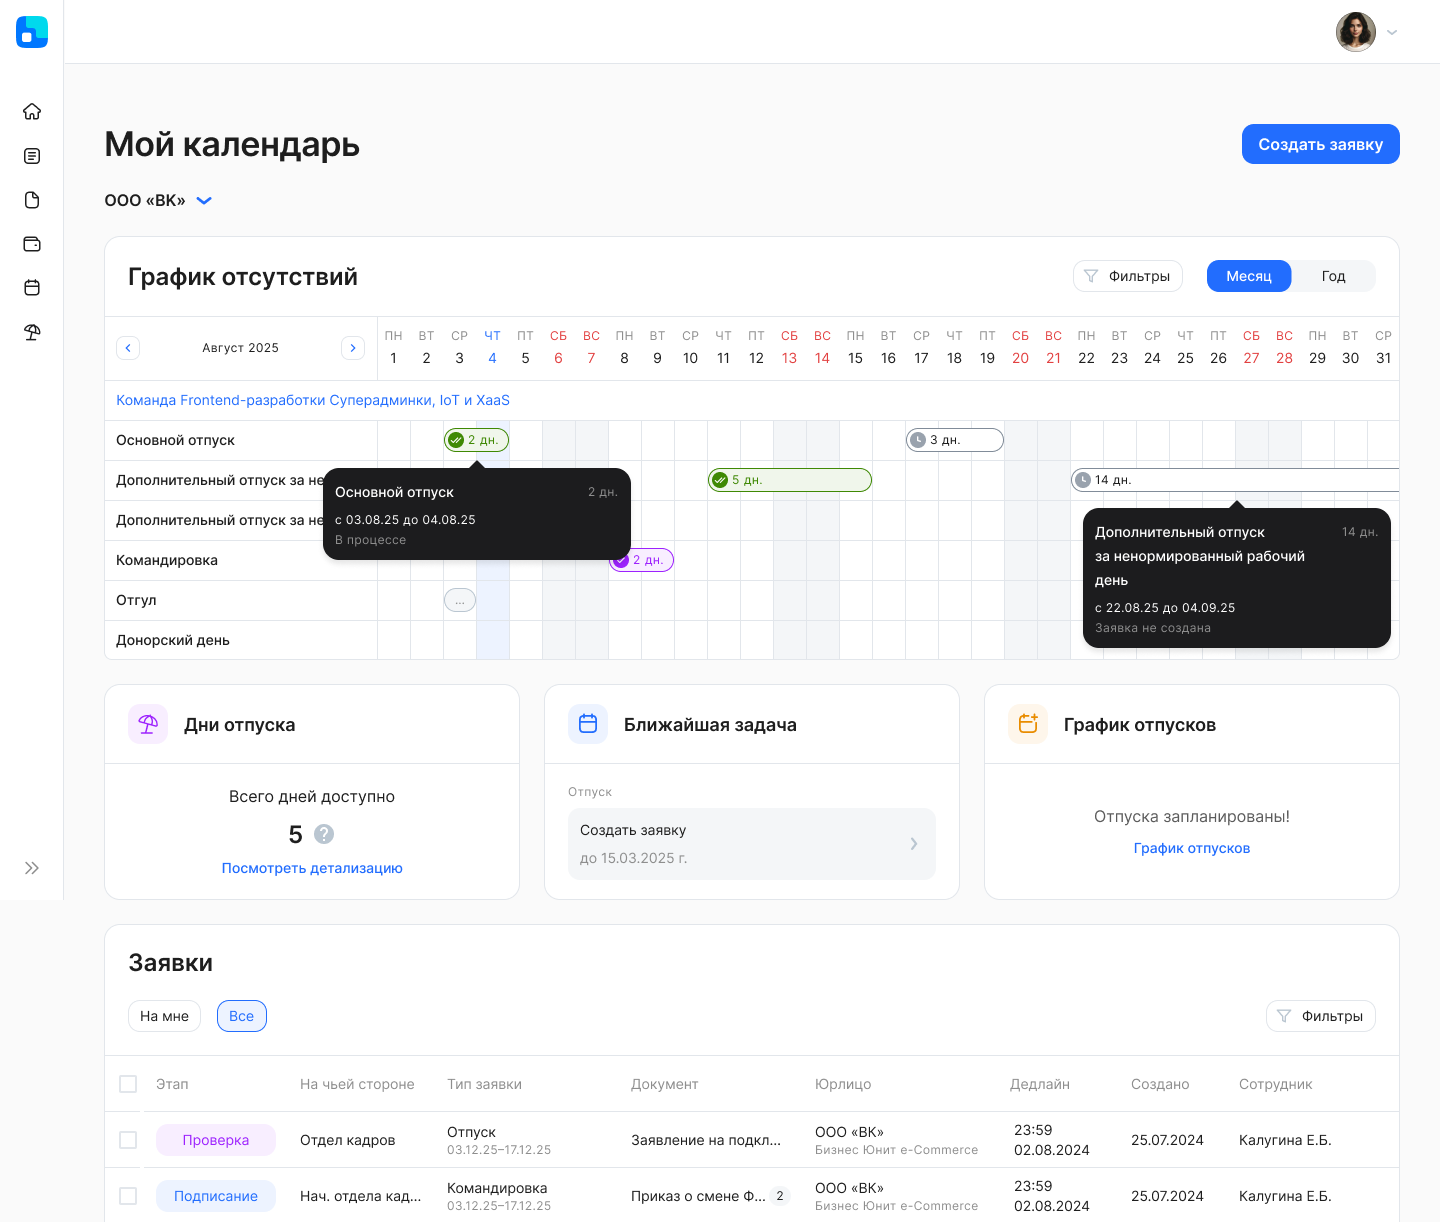 Мой календарь
Создать заявку
ООО «ВК»
График отсутствий
Фильтры
Месяц
Год
Август 2025
ПН ВТ СР ЧТ ПТ СБ ВС ПН ВТ СР ЧТ ПТ СБ ВС ПН ВТ СР ЧТ ПТ СБ ВС ПН ВТ СР ЧТ ПТ СБ ВС ПН ВТ СР
1 2 3 4 5 6 7 8 9 10 11 12 13 14 15 16 17 18 19 20 21 22 23 24 25 26 27 28 29 30 31
Команда Frontend-разработки Суперадминки, IoT и XaaS
Основной отпуск
2 дн.
3 дн.
Дополнительный отпуск за не
5 дн.
14 дн.
Основной отпуск 2 дн.
с 03.08.25 до 04.08.25
В процессе
Дополнительный отпуск за не
Командировка
2 дн.
Отгул
...
Донорский день
Дополнительный отпуск 14 дн.
за ненормированный рабочий
день
с 22.08.25 до 04.09.25
Заявка не создана
Дни отпуска
Всего дней доступно
5 ?
Посмотреть детализацию
Ближайшая задача
Отпуск
Создать заявку
до 15.03.2025 г.
График отпусков
Отпуска запланированы!
График отпусков
Заявки
На мне
Все
Фильтры
Этап На чьей стороне Тип заявки Документ Юрлицо Дедлайн Создано Сотрудник
Проверка Отдел кадров Отпуск Заявление на подкл... ООО «ВК» 23:59 25.07.2024 Калугина Е.Б.
03.12.25–17.12.25 Бизнес Юнит e-Commerce 02.08.2024
Подписание Нач. отдела кад... Командировка Приказ о смене Ф... 2 ООО «ВК» 23:59 25.07.2024 Калугина Е.Б.
03.12.25–17.12.25 Бизнес Юнит e-Commerce 02.08.2024